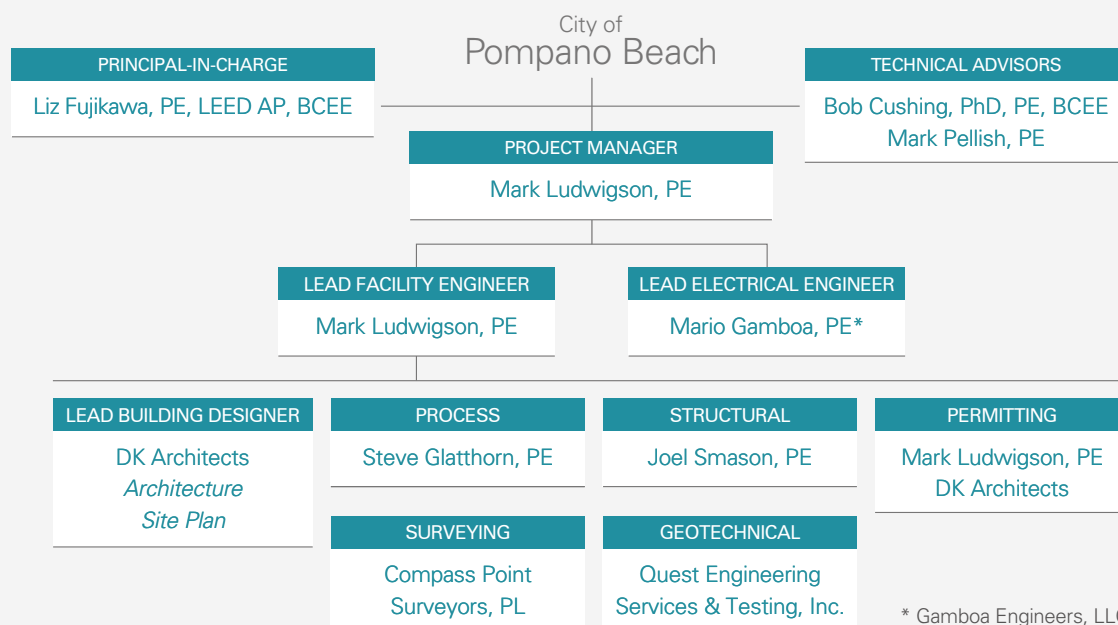 City of
Pompano Beach
PRINCIPAL-IN-CHARGE
Liz Fujikawa, PE, LEED AP, BCEE
TECHNICAL ADVISORS
Bob Cushing, PhD, PE, BCEE
Mark Pellish, PE
PROJECT MANAGER
Mark Ludwigson, PE
LEAD FACILITY ENGINEER
Mark Ludwigson, PE
LEAD ELECTRICAL ENGINEER
Mario Gamboa, PE*
LEAD BUILDING DESIGNER
DK Architects
Architecture
Site Plan
PROCESS
Steve Glatthorn, PE
STRUCTURAL
Joel Smason, PE
PERMITTING
Mark Ludwigson, PE
DK Architects
SURVEYING
Compass Point
Surveyors, PL
GEOTECHNICAL
Quest Engineering
Services & Testing, Inc.
* Gamboa Engineers, LLC